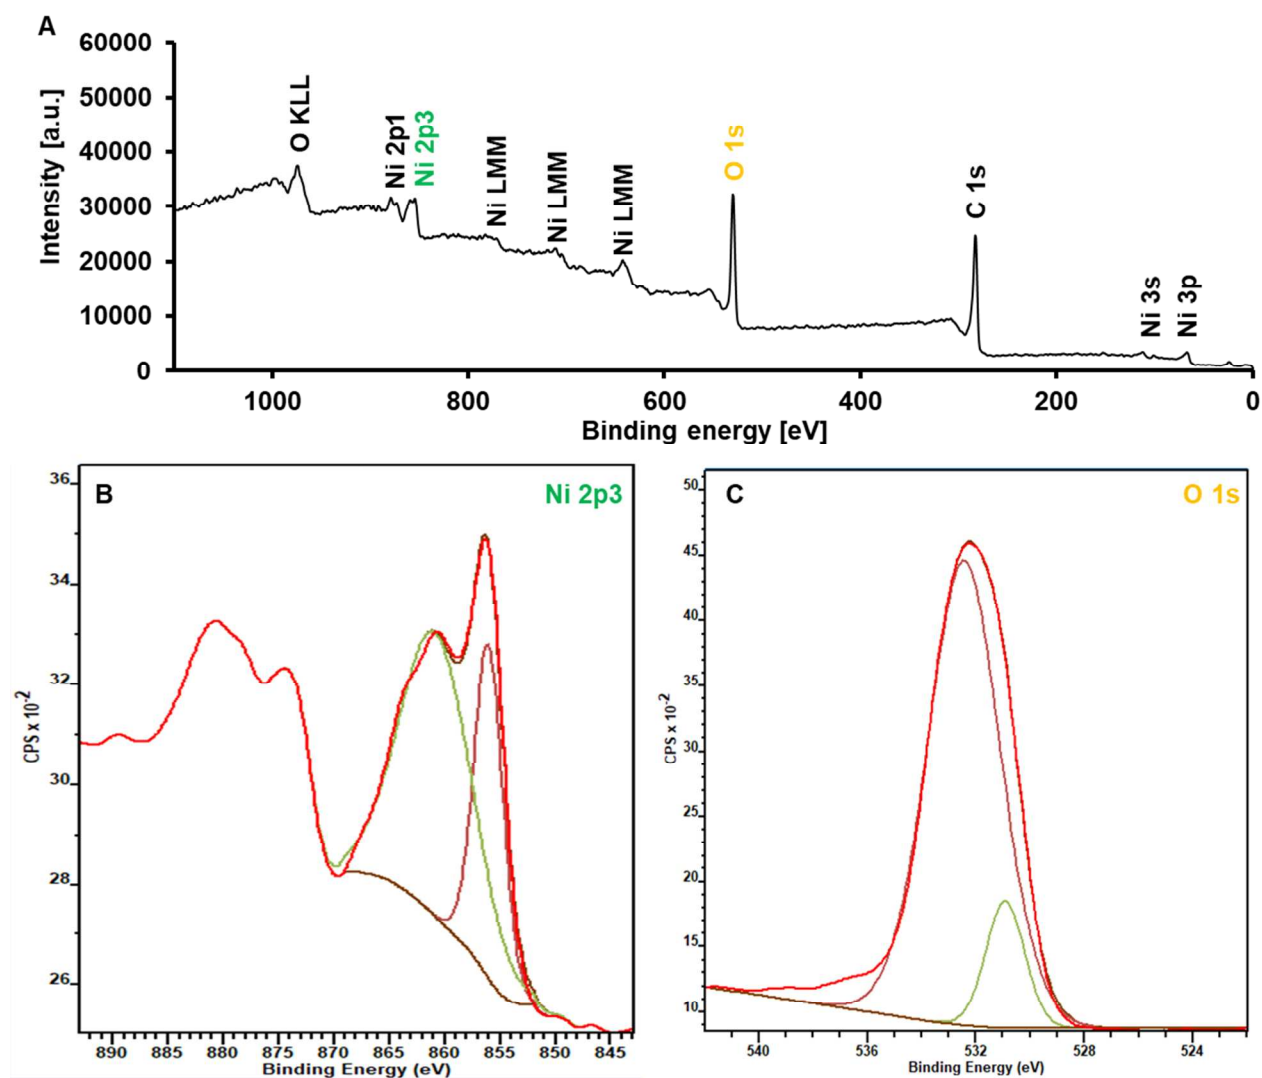 A
60000
50000
40000
30000
20000
10000
0
Intensity [a.u.]
O KLL
Ni 2p1
Ni 2p3
Ni LMM
Ni LMM
Ni LMM
O 1s
C 1s
Ni 3s
Ni 3p
1000 800 600 400 200 0
Binding energy [eV]
B
Ni 2p3
36
34
32
30
28
26
CPS x 10-2
890 885 880 875 870 865 860 855 850 845
Binding Energy (eV)
C
O 1s
50
45
40
35
30
25
20
15
10
CPS x 10-2
540 536 532 528 524
Binding Energy (eV)